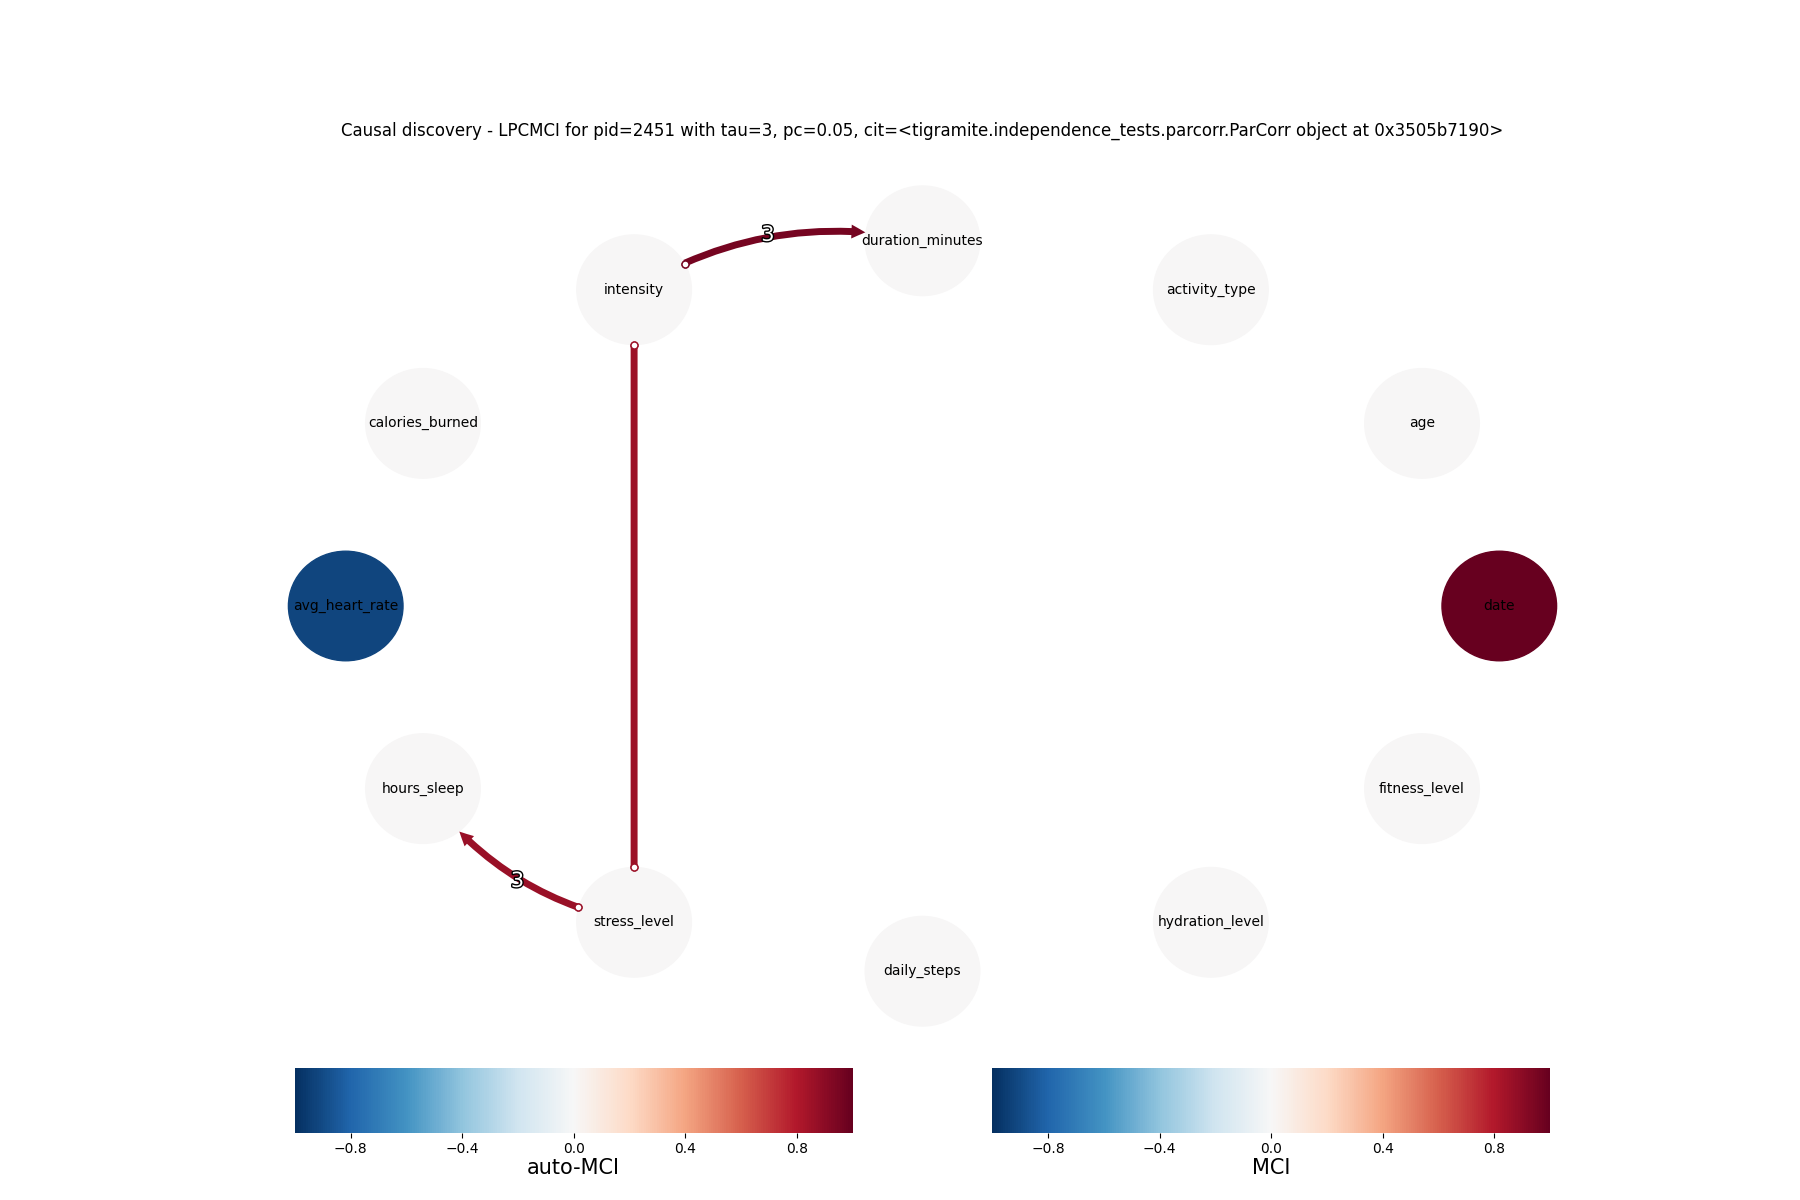 Causal discovery - LPCMCI for pid=2451 with tau=3, pc=0.05, cit=<tigramite.independence_tests.parcorr.ParCorr object at 0x3505b7190>
3
duration_minutes
intensity
activity_type
calories_burned
age
avg_heart_rate
date
hours_sleep
fitness_level
3
stress_level
hydration_level
daily_steps
−0.8 −0.4 0.0 0.4 0.8
auto-MCI
−0.8 −0.4 0.0 0.4 0.8
MCI